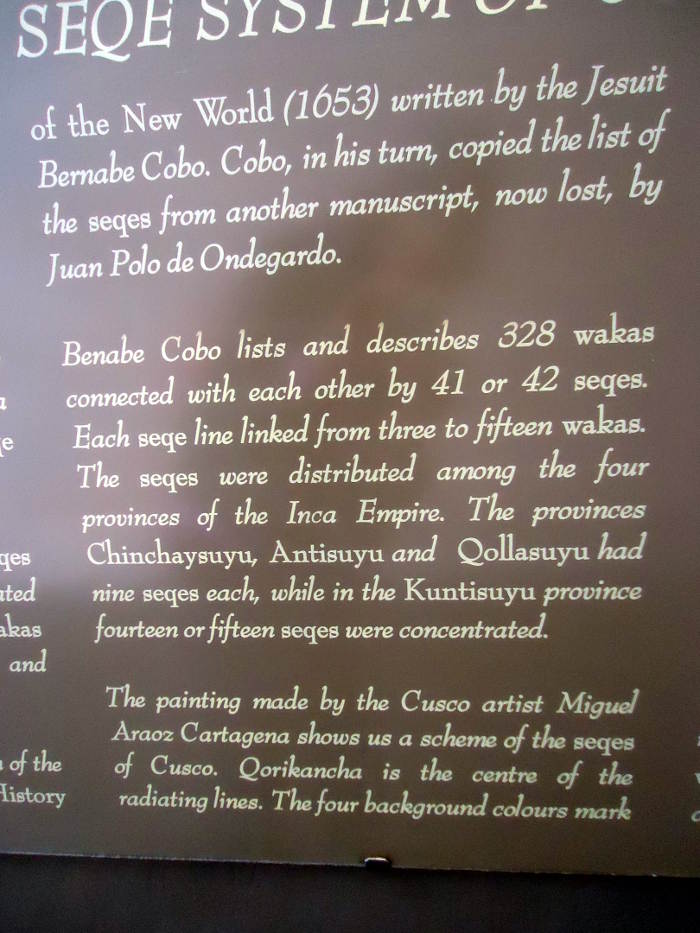 SEQE SYSTEM OF
of the New World (1653) written by the Jesuit
Bernabe Cobo. Cobo, in his turn, copied the list of
the seqes from another manuscript, now lost, by
Juan Polo de Ondegardo.
Benabe Cobo lists and describes 328 wakas
connected with each other by 41 or 42 seqes.
Each seqe line linked from three to fifteen wakas.
The seqes were distributed among the four
provinces of the Inca Empire. The provinces
Chinchaysuyu, Antisuyu and Qollasuyu had
nine seqes each, while in the Kuntisuyu province
fourteen or fifteen seqes were concentrated.
The painting made by the Cusco artist Miguel
Araoz Cartagena shows us a scheme of the seqes
of Cusco. Qorikancha is the centre of the
radiating lines. The four background colours mark
and
of the
History